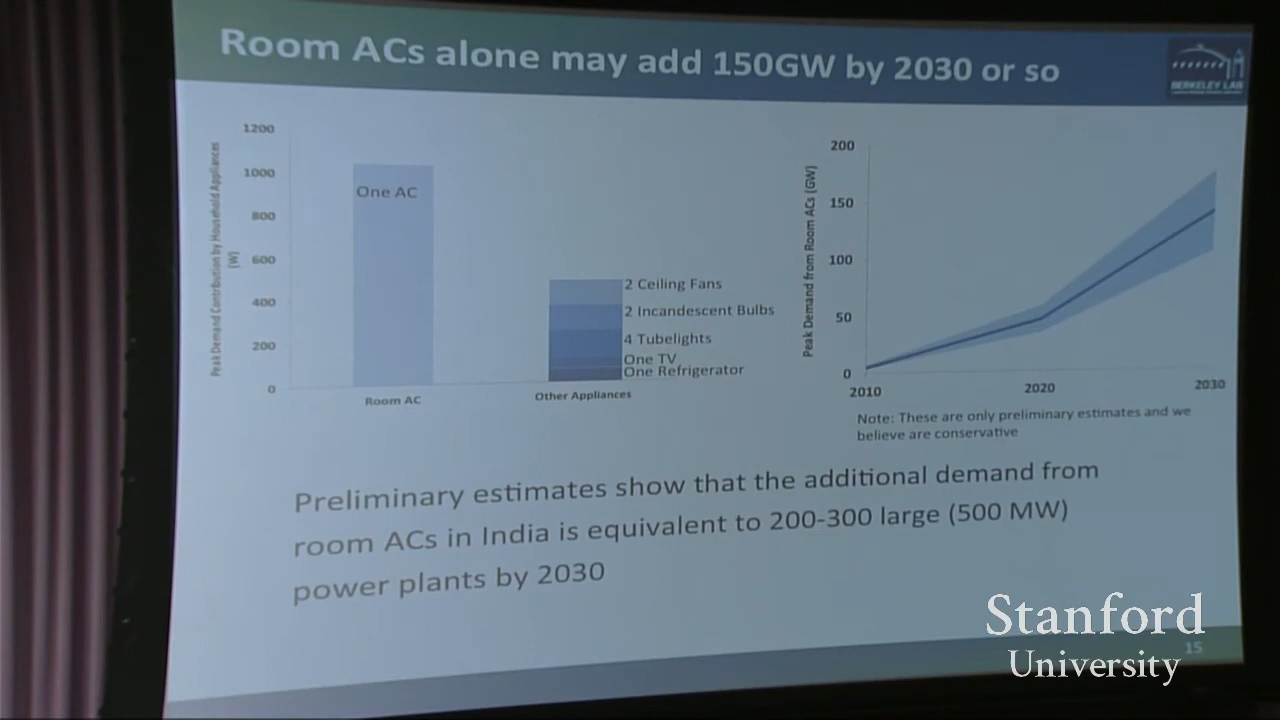 Room ACs alone may add 150GW by 2030 or so
BERKELEY LAB
Peak Demand Contribution by Household Appliances
(W)
1200
1000
800
600
400
200
0
One AC
2 Ceiling Fans
2 Incandescent Bulbs
4 Tubelights
One TV
One Refrigerator
Room AC
Other Appliances
Peak Demand from Room ACs (GW)
200
150
100
50
0
2010
2020
2030
Note: These are only preliminary estimates and we
believe are conservative
Preliminary estimates show that the additional demand from
room ACs in India is equivalent to 200-300 large (500 MW)
power plants by 2030
15
Stanford
University